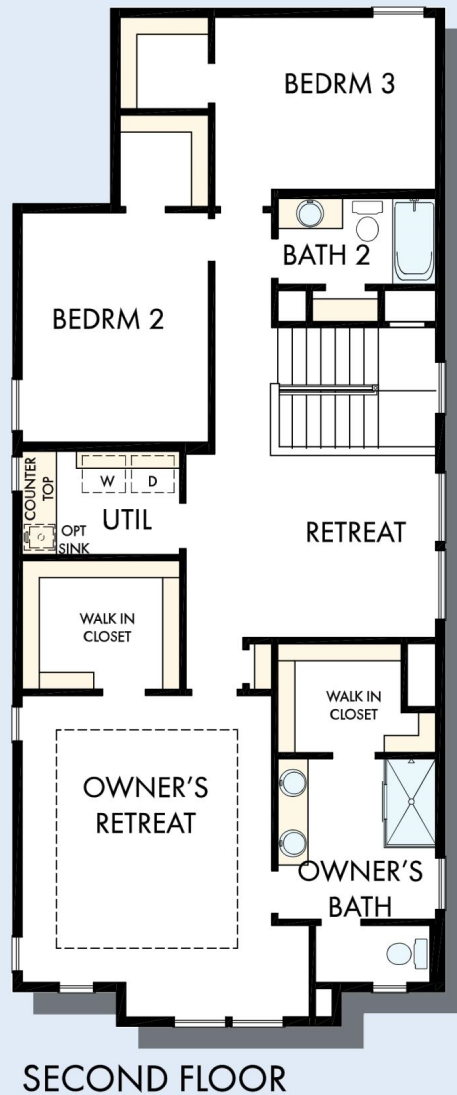 BEDRM 3
BATH 2
BEDRM 2
COUNTER
TOP
W
D
UTIL
OPT
SINK
RETREAT
WALK IN
CLOSET
WALK IN
CLOSET
OWNER'S
RETREAT
OWNER'S
BATH
SECOND FLOOR